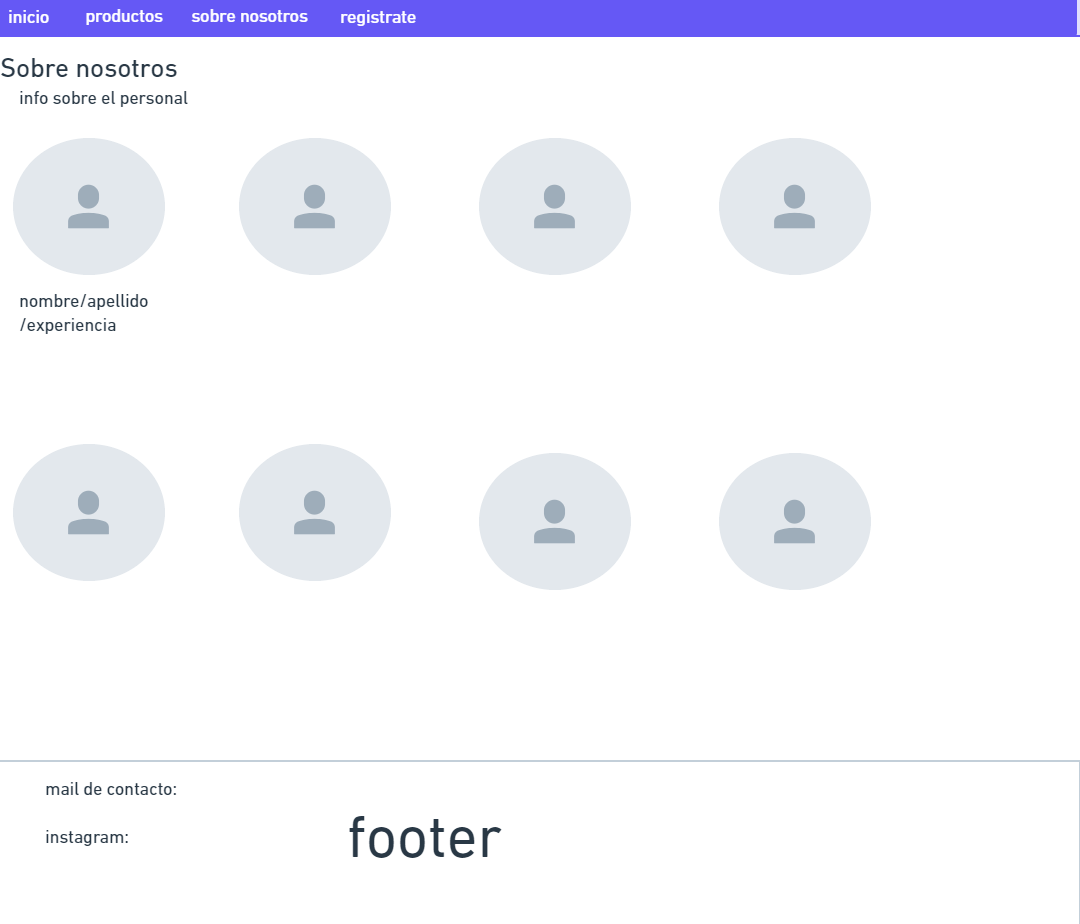 inicio productos sobre nosotros registrate
Sobre nosotros
info sobre el personal
nombre/apellido
/experiencia
mail de contacto:
instagram:
footer